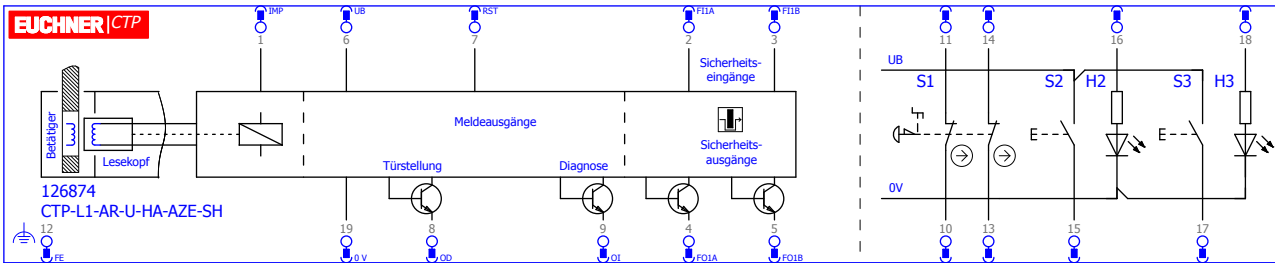 EUCHNER CTP
IMP UB RST FI1A FI1B
1 6 7 2 3 11 14 16 18
Sicherheits-
eingänge
UB
S1 S2 H2 S3 H3
Betätiger
Lesekopf
Meldeausgänge
Sicherheits-
ausgänge
Türstellung Diagnose
0V
126874
CTP-L1-AR-U-HA-AZE-SH
12 19 8 9 4 5 10 13 15 17
FE 0 V OD OI FO1A FO1B